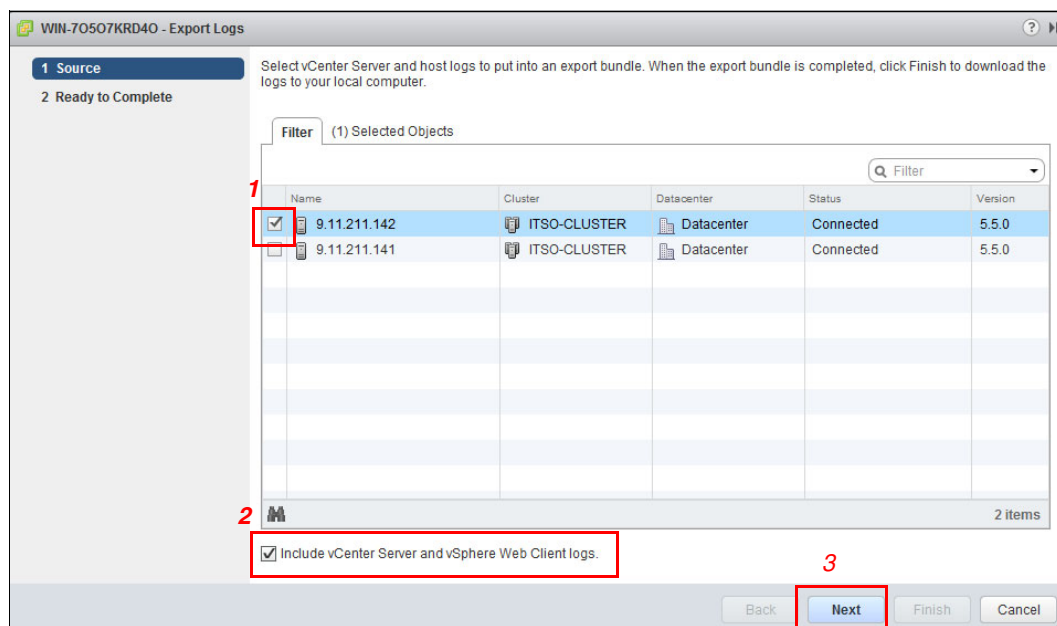 WIN-7O5O7KRD4O - Export Logs
?
1 Source
2 Ready to Complete
Select vCenter Server and host logs to put into an export bundle. When the export bundle is completed, click Finish to download the
logs to your local computer.
Filter (1) Selected Objects
Filter
1
Name Cluster Datacenter Status Version
9.11.211.142 ITSO-CLUSTER Datacenter Connected 5.5.0
9.11.211.141 ITSO-CLUSTER Datacenter Connected 5.5.0
2
2 items
Include vCenter Server and vSphere Web Client logs.
3
Back Next Finish Cancel